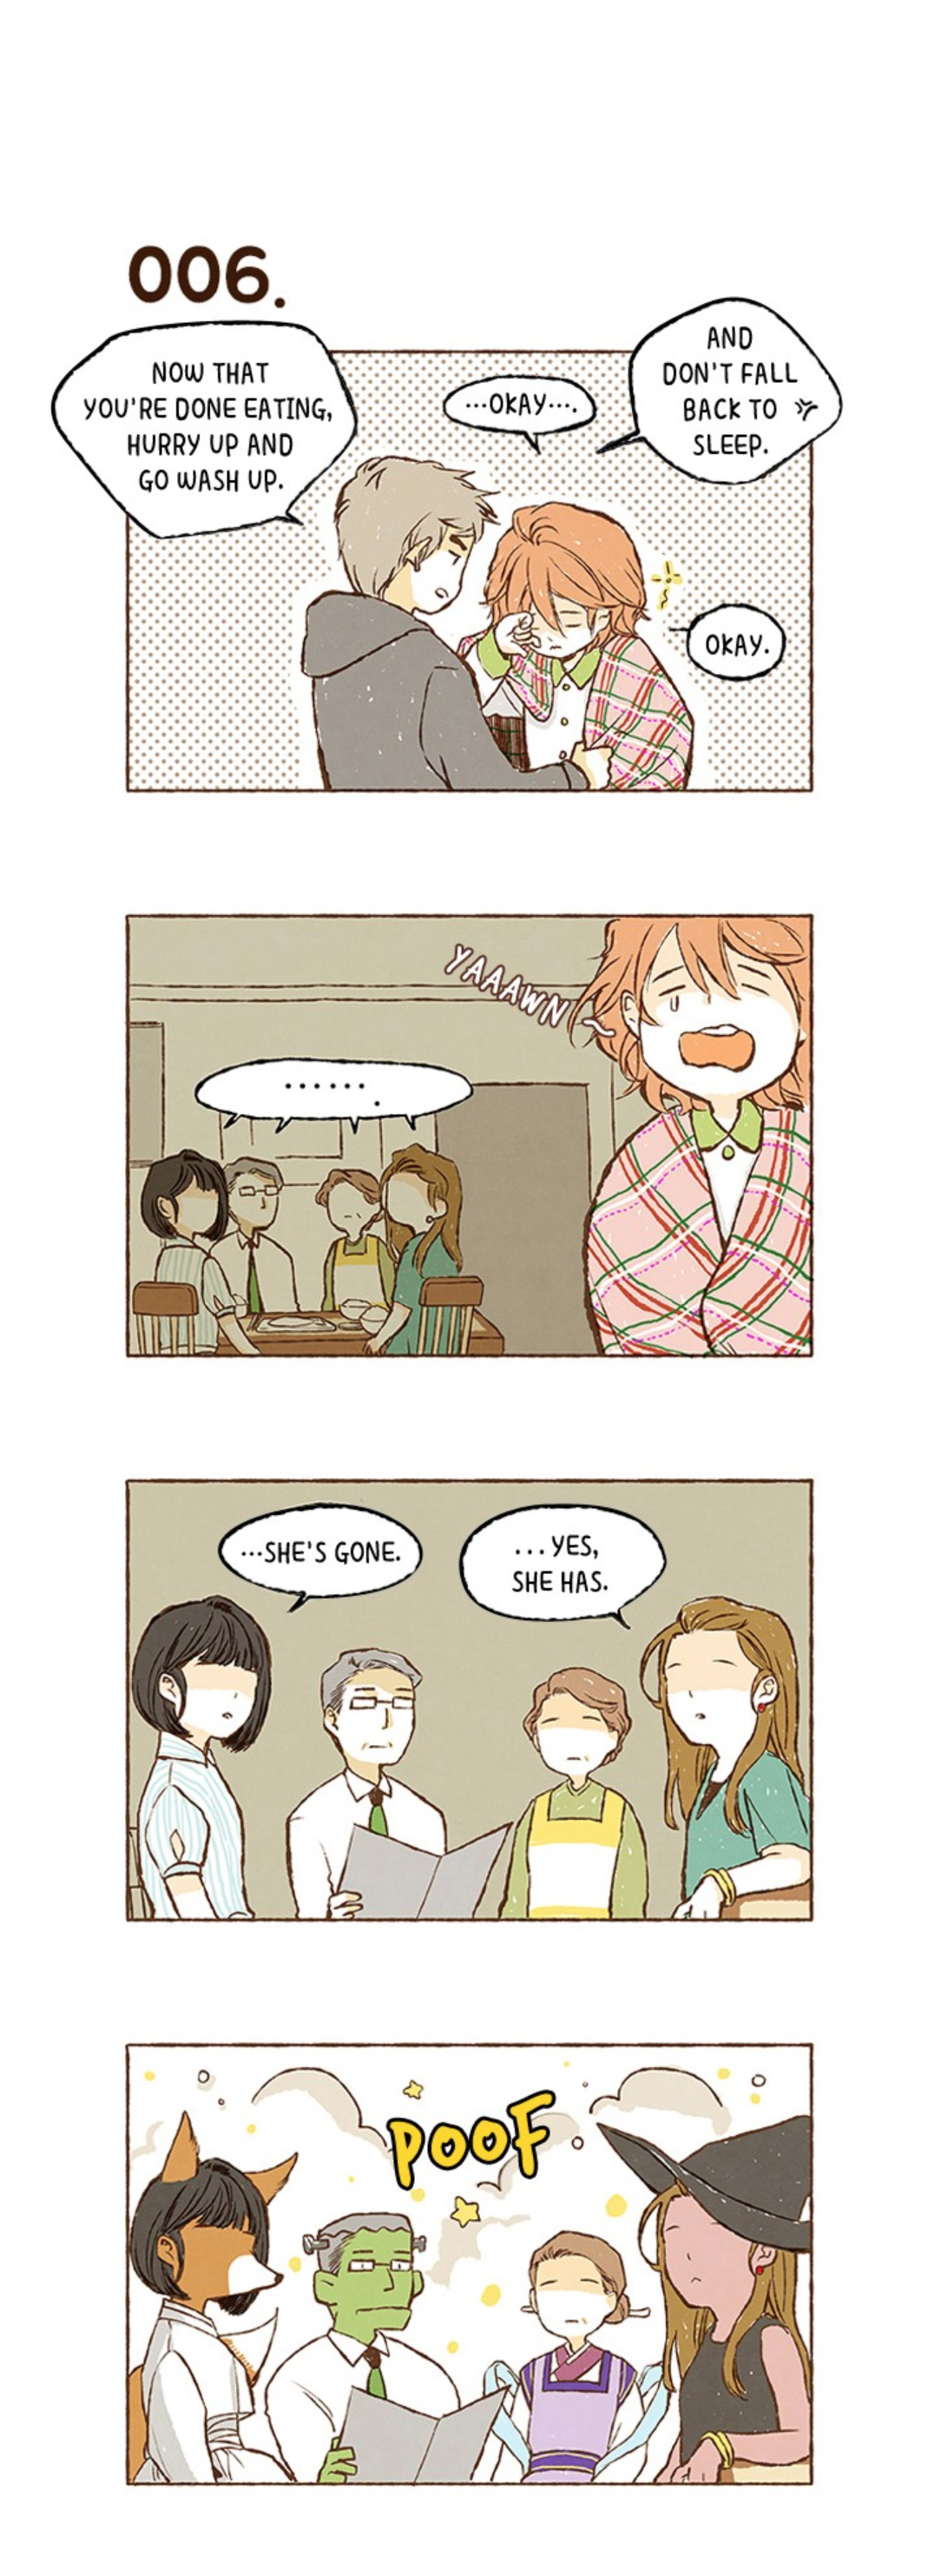 006.
NOW THAT
YOU'RE DONE EATING,
HURRY UP AND
GO WASH UP.
...OKAY....
AND
DON'T FALL
BACK TO
SLEEP.
OKAY.
YAAAWN~
.......
...SHE'S GONE.
...YES,
SHE HAS.
POOF